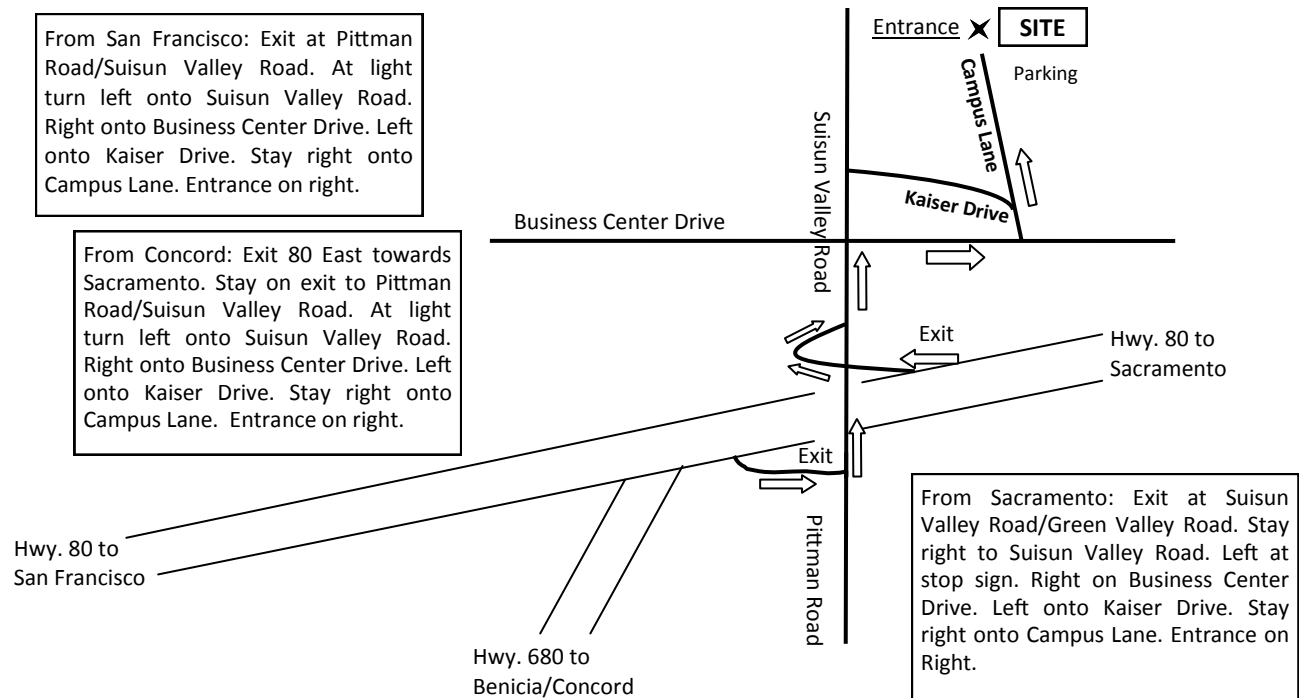 From San Francisco: Exit at Pittman
Road/Suisun Valley Road. At light
turn left onto Suisun Valley Road.
Right onto Business Center Drive. Left
onto Kaiser Drive. Stay right onto
Campus Lane. Entrance on right.
Entrance
SITE
Parking
Campus Lane
Suisun Valley Road
Kaiser Drive
Business Center Drive
From Concord: Exit 80 East towards
Sacramento. Stay on exit to Pittman
Road/Suisun Valley Road. At light
turn left onto Suisun Valley Road.
Right onto Business Center Drive. Left
onto Kaiser Drive. Stay right onto
Campus Lane. Entrance on right.
Exit
Hwy. 80 to
Sacramento
Exit
Pittman Road
Hwy. 80 to
San Francisco
Hwy. 680 to
Benicia/Concord
From Sacramento: Exit at Suisun
Valley Road/Green Valley Road. Stay
right to Suisun Valley Road. Left at
stop sign. Right on Business Center
Drive. Left onto Kaiser Drive. Stay
right onto Campus Lane. Entrance on
Right.